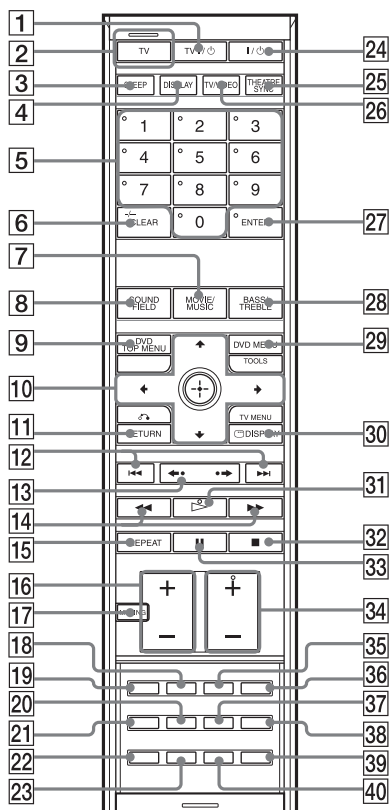 1
2 TV TV I/⏻ I/⏻ 24
3 SLEEP DISPLAY TV/VIDEO THEATRE SYNC 25
4 26
5 1 2 3
4 5 6
7 8 9
6 -/-- CLEAR 0 ENTER 27
7
8 SOUND FIELD MOVIE/ MUSIC BASS/ TREBLE 28
9 DVD TOP MENU DVD MENU 29
TOOLS
10
11 RETURN TV MENU DISPLAY 30
12
13 31
14
15 REPEAT 32
33
16 + +
17 34
− −
18 35
19 36
20 37
21 38
22 39
23 40